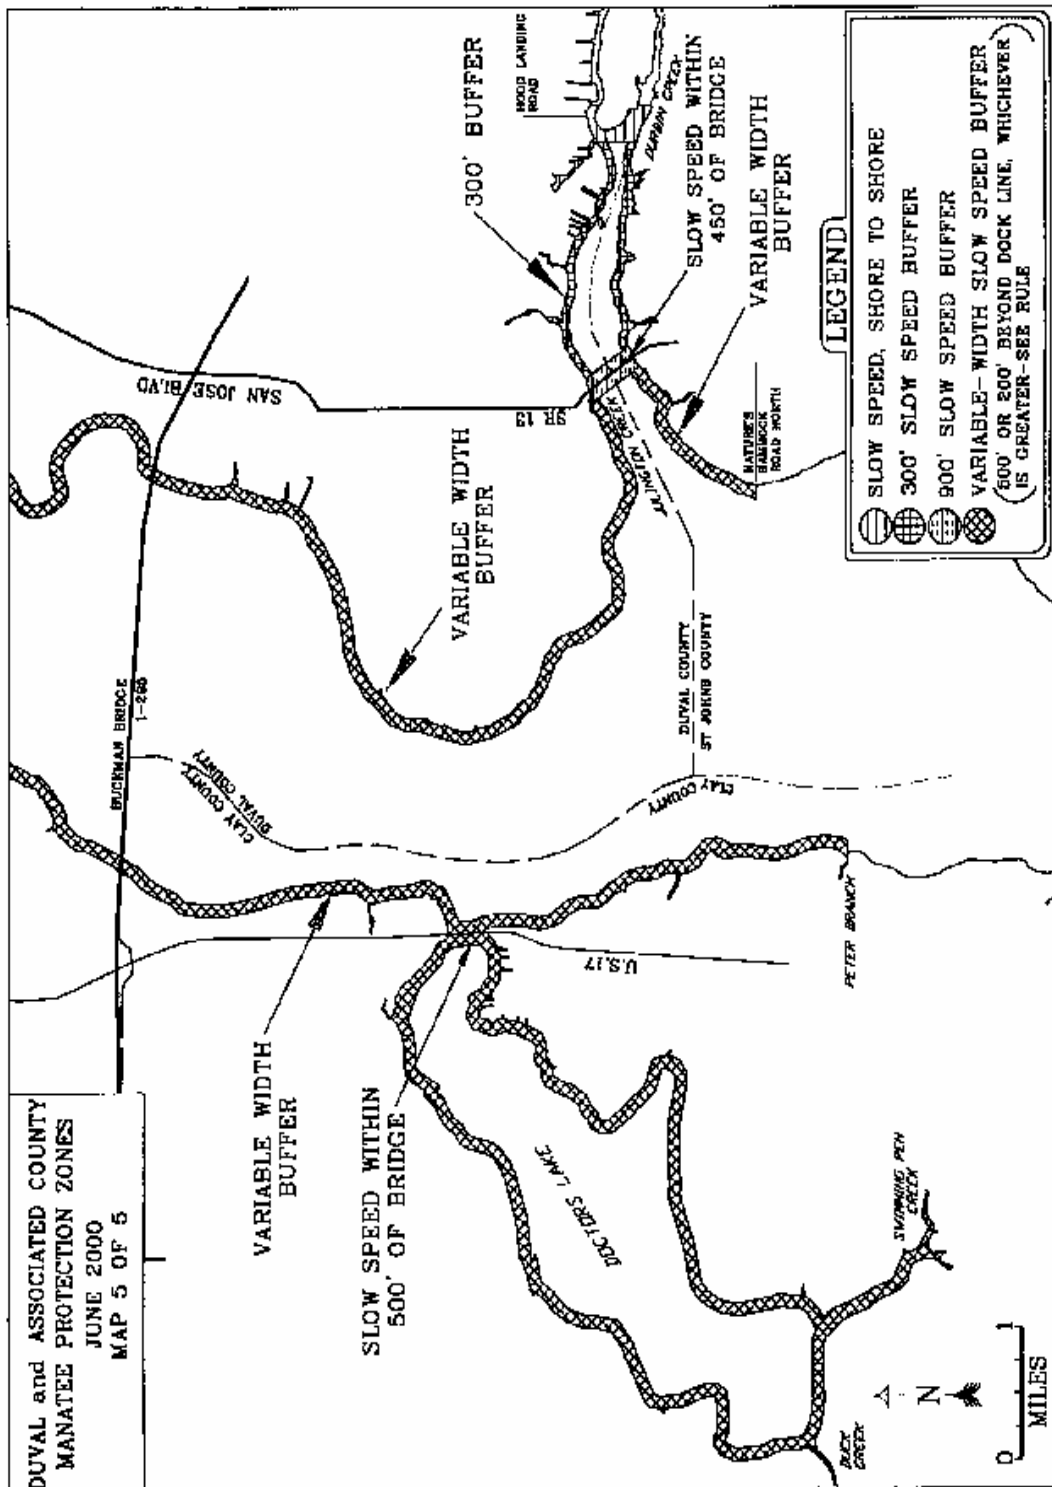 DUVAL and ASSOCIATED COUNTY
MANATEE PROTECTION ZONES
JUNE 2000
MAP 5 OF 5
BUCKMAN BRIDGE
I-295
SAN JOSE BLVD
SR 13
CLAY COUNTY
DUVAL COUNTY
VARIABLE WIDTH
BUFFER
SLOW SPEED WITHIN
500' OF BRIDGE
U.S.17
VARIABLE WIDTH
BUFFER
300' BUFFER
HOOD LANDING
ROAD
DURBIN CREEK
SLOW SPEED WITHIN
450' OF BRIDGE
VARIABLE WIDTH
BUFFER
JULINGTON CREEK
NATURE'S
HAMMOCK
ROAD NORTH
DUVAL COUNTY
ST JOHNS COUNTY
CLAY COUNTY
DOCTORS LAKE
PETER BRANCH
SWIMMING PEN
CREEK
DUCK
CREEK
N
0 1
MILES
LEGEND
SLOW SPEED, SHORE TO SHORE
300' SLOW SPEED BUFFER
900' SLOW SPEED BUFFER
VARIABLE-WIDTH SLOW SPEED BUFFER
(500' OR 200' BEYOND DOCK LINE, WHICHEVER
IS GREATER-SEE RULE)